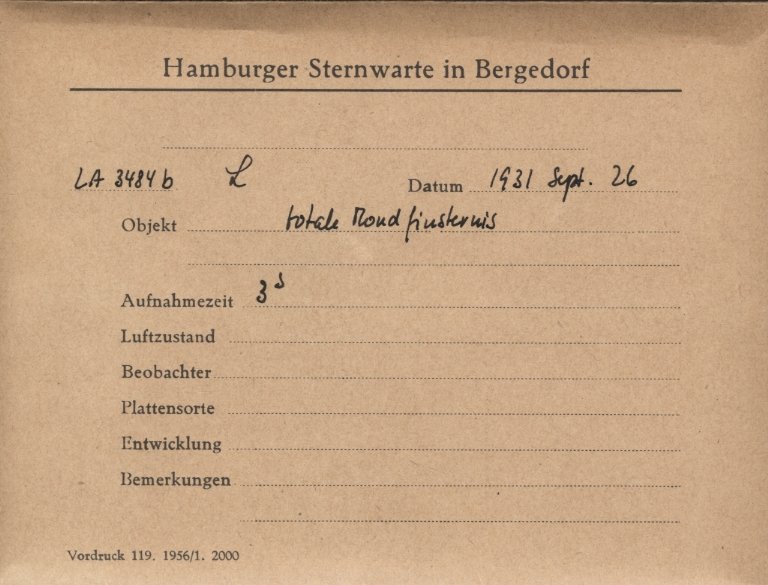 Hamburger Sternwarte in Bergedorf
LA 3484 b L Datum 1931 Sept. 26
Objekt totale Mondfinsternis
Aufnahmezeit 3 s
Luftzustand
Beobachter
Plattensorte
Entwicklung
Bemerkungen
Vordruck 119. 1956/1. 2000